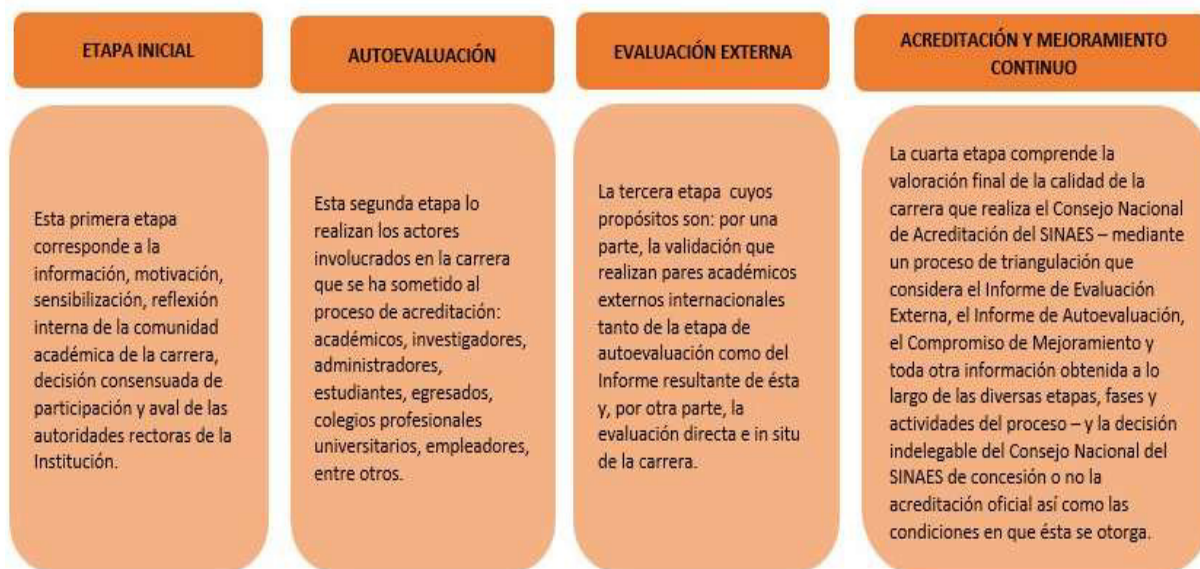 ETAPA INICIAL
Esta primera etapa
corresponde a la
información, motivación,
sensibilización, reflexión
interna de la comunidad
académica de la carrera,
decisión consensuada de
participación y aval de las
autoridades rectoras de la
Institución.
AUTOEVALUACIÓN
Esta segunda etapa lo
realizan los actores
involucrados en la carrera
que se ha sometido al
proceso de acreditación:
académicos, investigadores,
administradores,
estudiantes, egresados,
colegios profesionales
universitarios, empleadores,
entre otros.
EVALUACIÓN EXTERNA
La tercera etapa cuyos
propósitos son: por una
parte, la validación que
realizan pares académicos
externos internacionales
tanto de la etapa de
autoevaluación como del
Informe resultante de ésta
y, por otra parte, la
evaluación directa e in situ
de la carrera.
ACREDITACIÓN Y MEJORAMIENTO
CONTINUO
La cuarta etapa comprende la
valoración final de la calidad de la
carrera que realiza el Consejo Nacional
de Acreditación del SINAES – mediante
un proceso de triangulación que
considera el Informe de Evaluación
Externa, el Informe de Autoevaluación,
el Compromiso de Mejoramiento y
toda otra información obtenida a lo
largo de las diversas etapas, fases y
actividades del proceso – y la decisión
indelegable del Consejo Nacional del
SINAES de concesión o no la
acreditación oficial así como las
condiciones en que ésta se otorga.